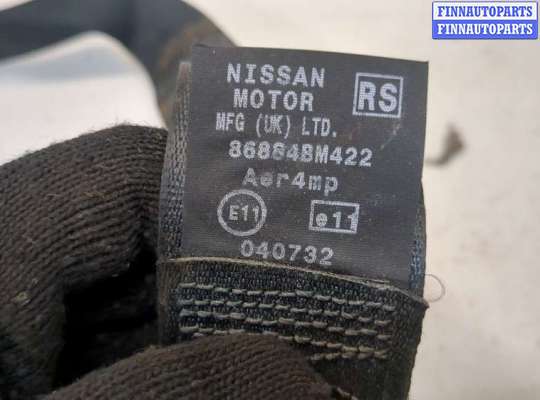 FINNAUTOPARTS
FINNAUTOPARTS
NISSAN
MOTOR
RS
MFG (UK) LTD.
86884BM422
Aer4mp
E11
e11
040732